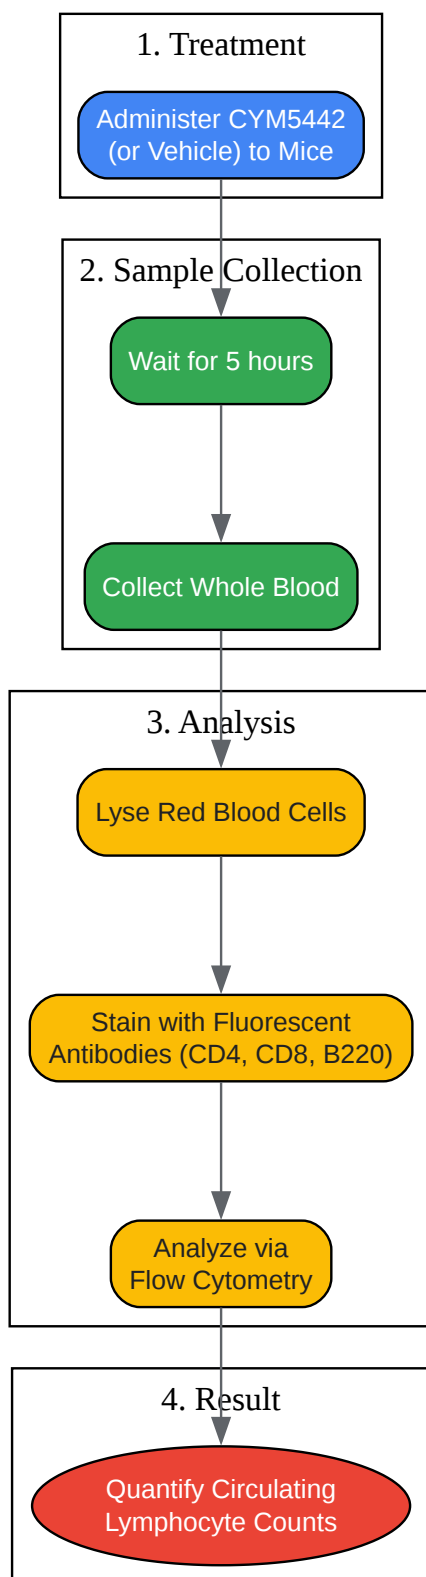 1. Treatment
Administer CYM5442
(or Vehicle) to Mice
2. Sample Collection
Wait for 5 hours
Collect Whole Blood
3. Analysis
Lyse Red Blood Cells
Stain with Fluorescent
Antibodies (CD4, CD8, B220)
Analyze via
Flow Cytometry
4. Result
Quantify Circulating
Lymphocyte Counts